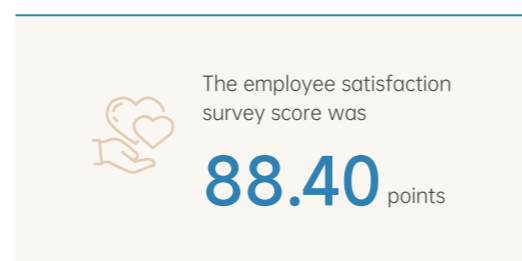 The employee satisfaction
survey score was
88.40 points